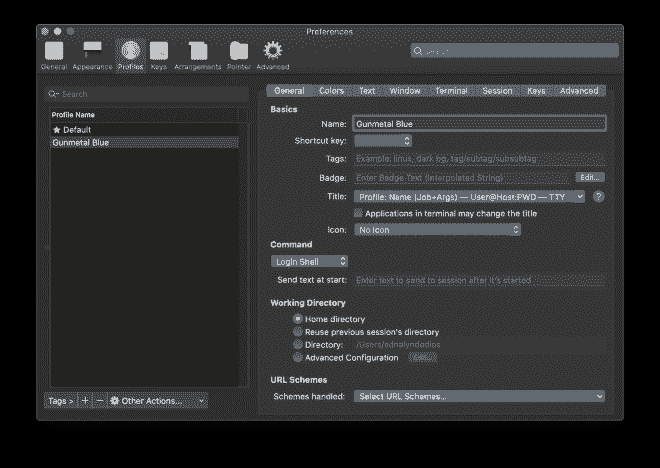 Preferences
General Appearance Profiles Keys Arrangements Pointer Advanced
Search
Profile Name
★ Default
Gunmetal Blue
Tags > + − Other Actions...
General Colors Text Window Terminal Session Keys Advanced
Basics
Name: Gunmetal Blue
Shortcut key:
Tags: Example: linux, dark bg, tag/subtag/subsubtag
Badge: Enter Badge Text (Interpolated String) Edit...
Title: Profile: Name (Job+Args) — User@Host:PWD — TTY ?
Applications in terminal may change the title
Icon: No Icon
Command
Login Shell
Send text at start: Enter text to send to session after it's started
Working Directory
Home directory
Reuse previous session's directory
Directory: /Users/ednalyndadios
Advanced Configuration Edit...
URL Schemes
Schemes handled: Select URL Schemes...